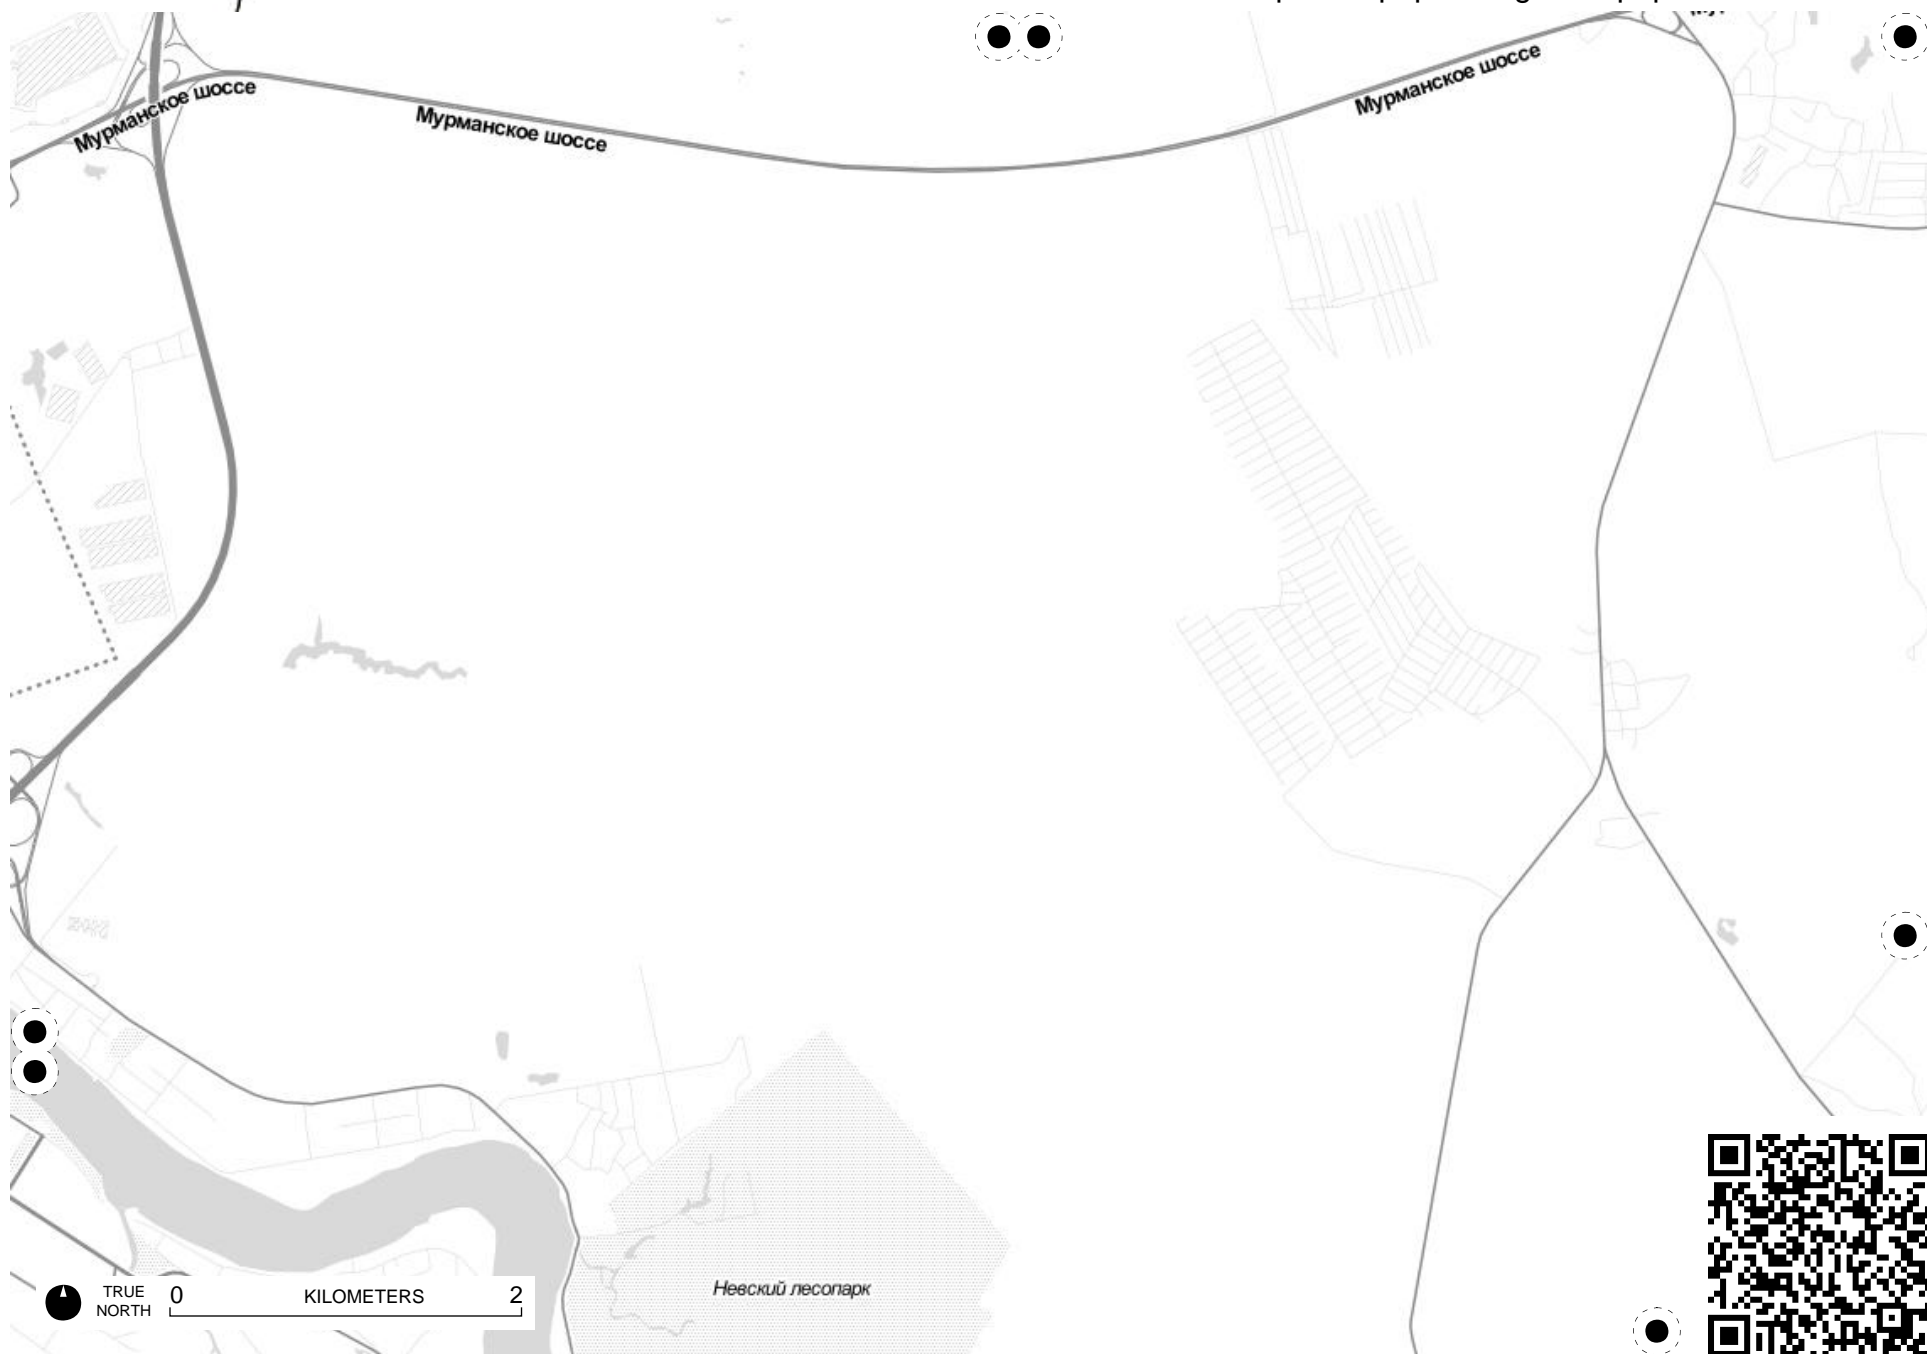 Мурманское шоссе
Мурманское шоссе
Мурманское шоссе
Невский лесопарк
TRUE
NORTH
0 KILOMETERS 2